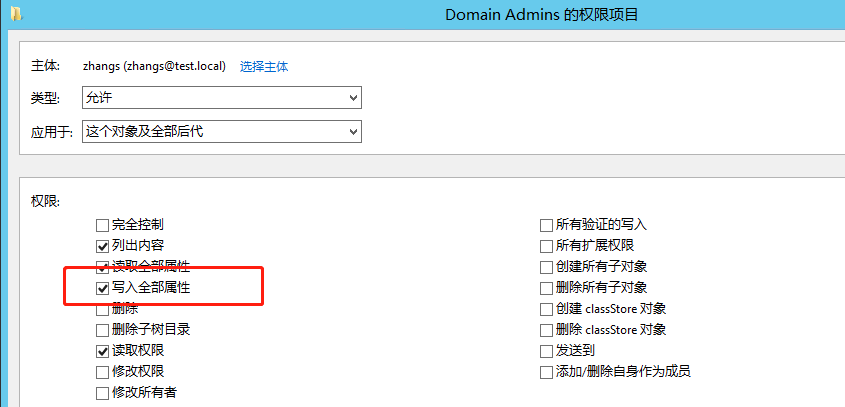 Domain Admins 的权限项目
主体: zhangs (zhangs@test.local) 选择主体
类型: 允许
应用于: 这个对象及全部后代
权限:
完全控制
列出内容
读取全部属性
写入全部属性
删除
删除子树目录
读取权限
修改权限
修改所有者
所有验证的写入
所有扩展权限
创建所有子对象
删除所有子对象
创建 classStore 对象
删除 classStore 对象
发送到
添加/删除自身作为成员